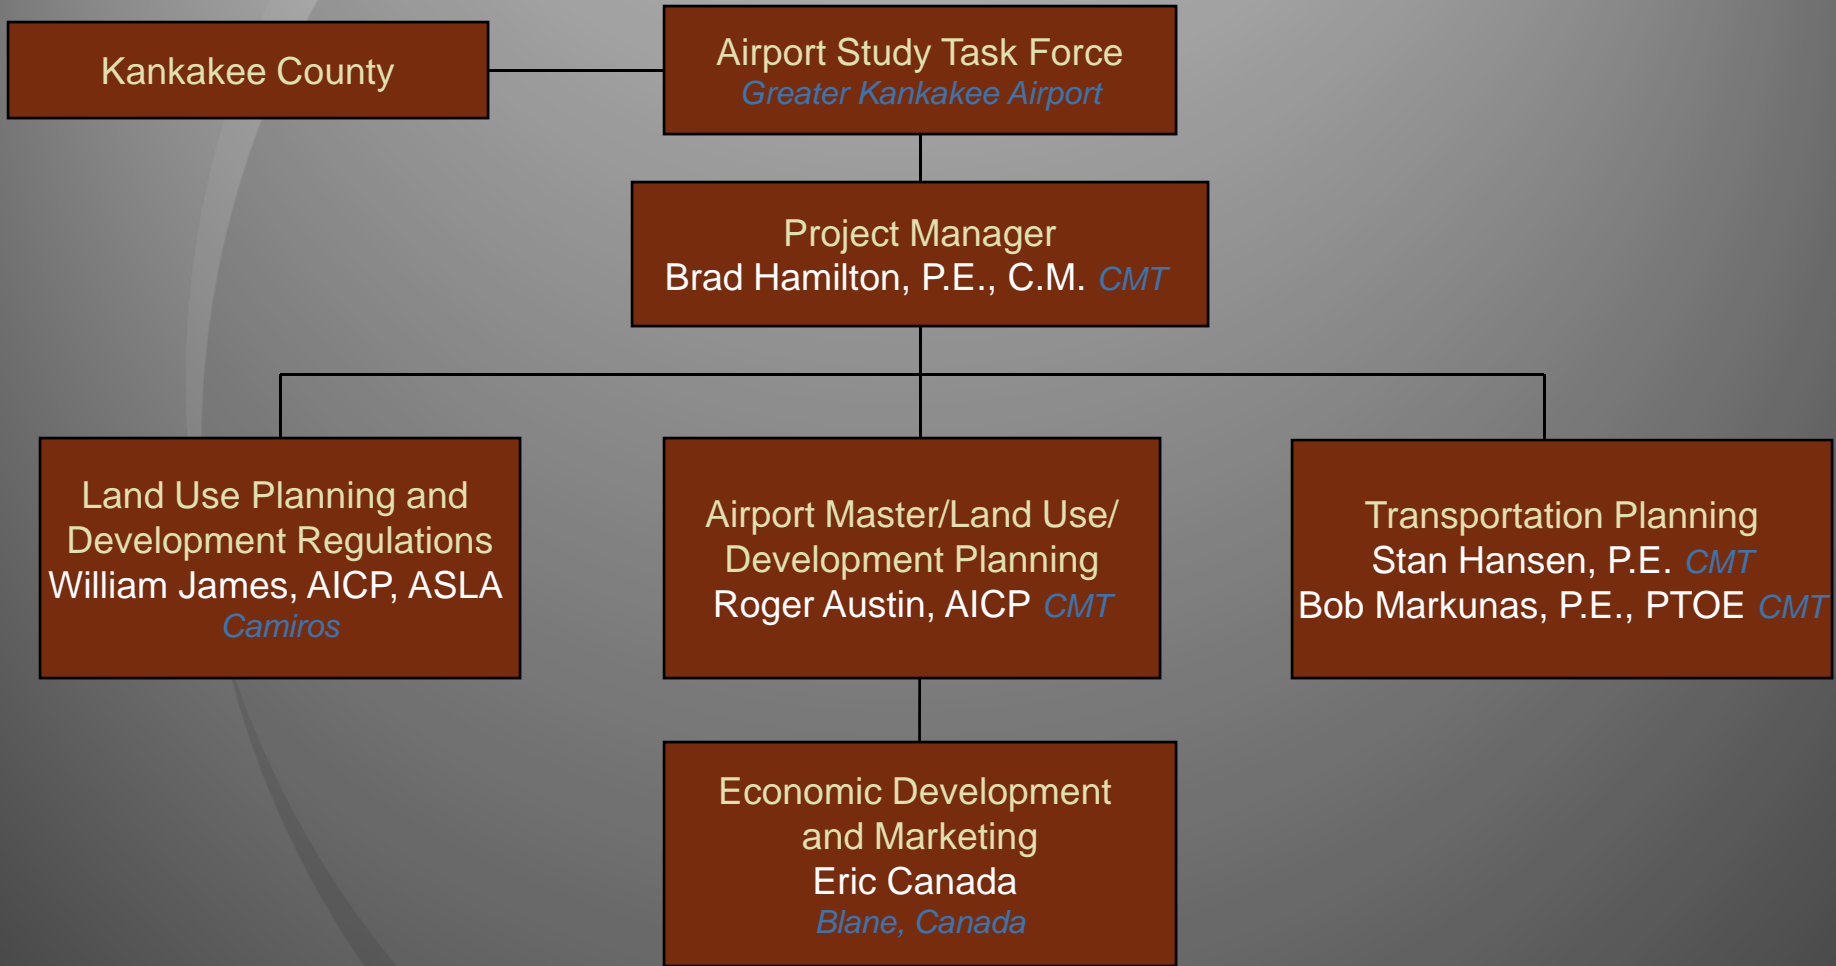 Kankakee County
Airport Study Task Force
Greater Kankakee Airport
Project Manager
Brad Hamilton, P.E., C.M. CMT
Land Use Planning and
Development Regulations
William James, AICP, ASLA
Camiros
Airport Master/Land Use/
Development Planning
Roger Austin, AICP CMT
Transportation Planning
Stan Hansen, P.E. CMT
Bob Markunas, P.E., PTOE CMT
Economic Development
and Marketing
Eric Canada
Blane, Canada